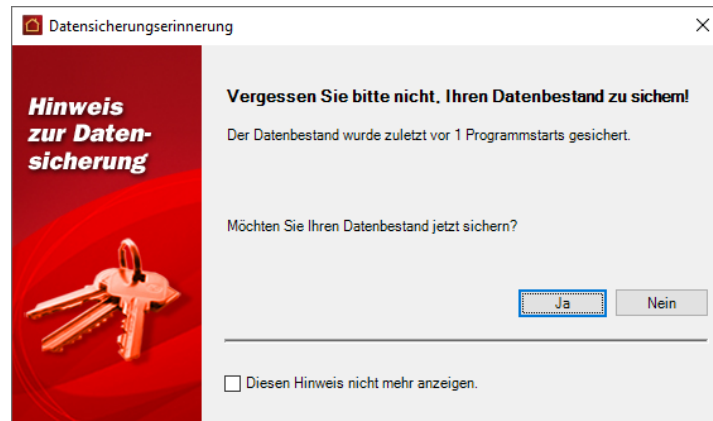 Datensicherungserinnerung
Hinweis
zur Daten-
sicherung
Vergessen Sie bitte nicht, Ihren Datenbestand zu sichern!
Der Datenbestand wurde zuletzt vor 1 Programmstarts gesichert.
Möchten Sie Ihren Datenbestand jetzt sichern?
Ja
Nein
Diesen Hinweis nicht mehr anzeigen.